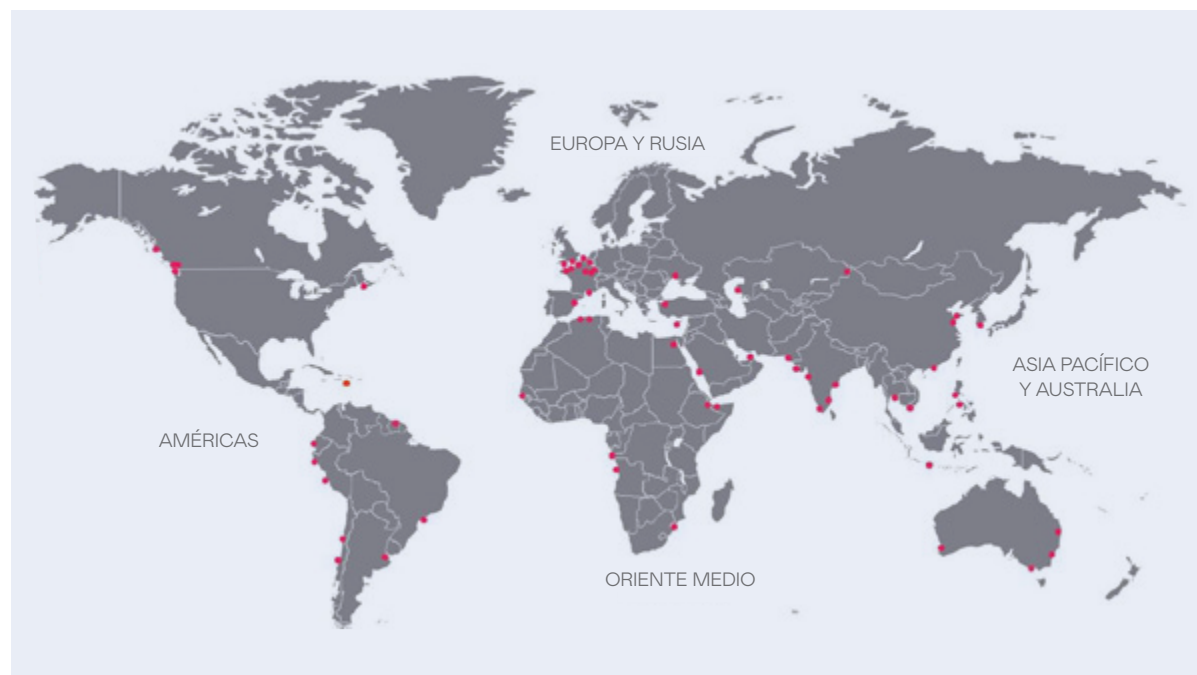 EUROPA Y RUSIA
ASIA PACÍFICO
Y AUSTRALIA
AMÉRICAS
ORIENTE MEDIO